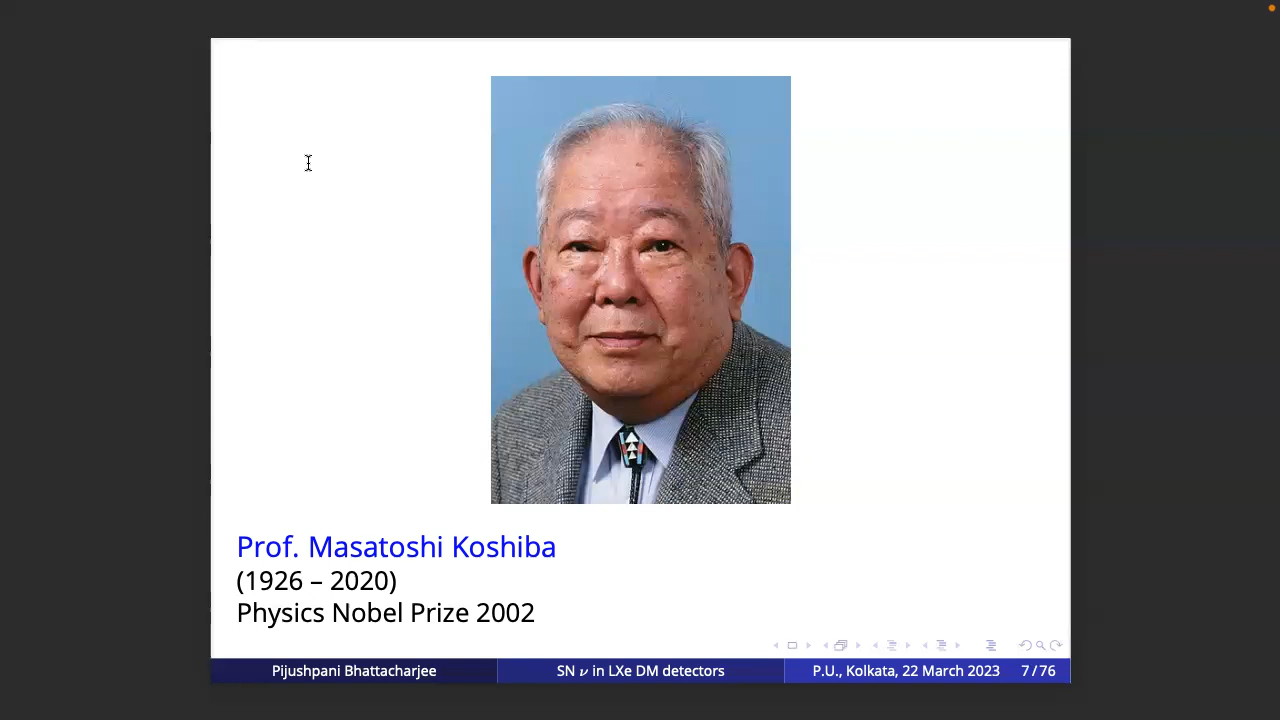 Prof. Masatoshi Koshiba
(1926 – 2020)
Physics Nobel Prize 2002
Pijushpani Bhattacharjee
SN ν in LXe DM detectors
P.U., Kolkata, 22 March 2023
7 / 76